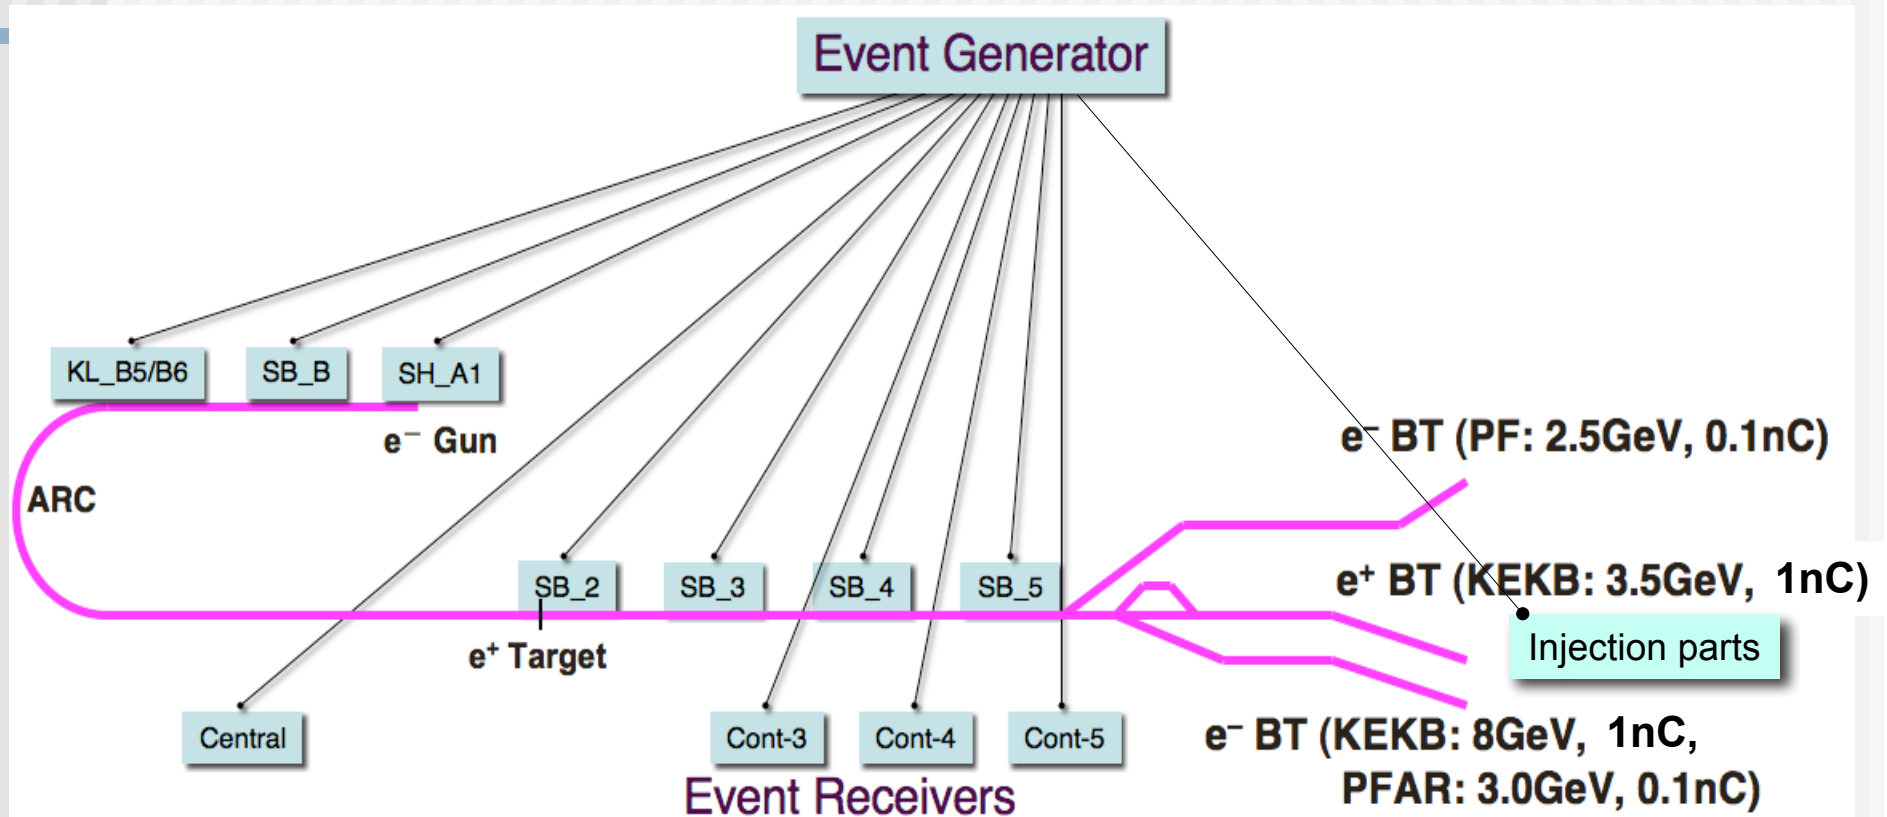 Event Generator
KL_B5/B6
SB_B
SH_A1
e⁻ Gun
ARC
e⁻ BT (PF: 2.5GeV, 0.1nC)
SB_2
SB_3
SB_4
SB_5
e⁺ BT (KEKB: 3.5GeV, 1nC)
e⁺ Target
Injection parts
Central
Cont-3
Cont-4
Cont-5
e⁻ BT (KEKB: 8GeV, 1nC,
PFAR: 3.0GeV, 0.1nC)
Event Receivers